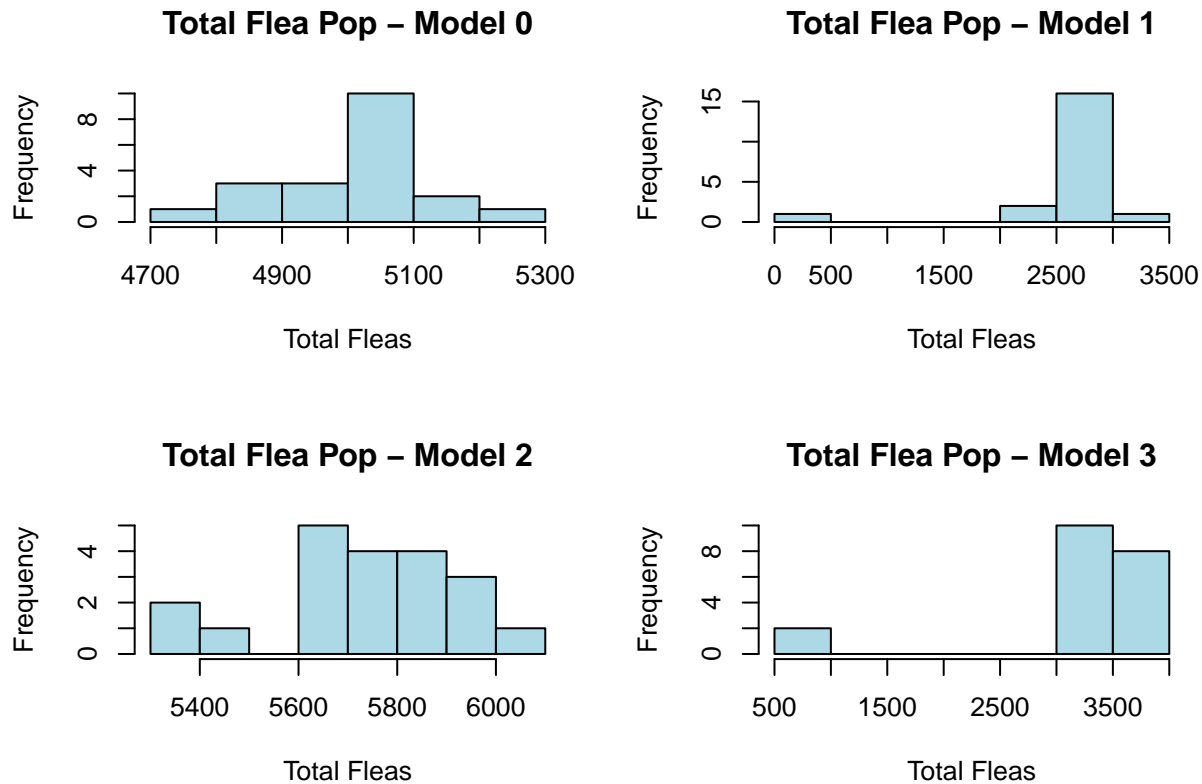 Total Flea Pop – Model 0
Frequency
0 4 8
4700 4900 5100 5300
Total Fleas
Total Flea Pop – Model 1
Frequency
0 5 15
0 500 1500 2500 3500
Total Fleas
Total Flea Pop – Model 2
Frequency
0 2 4
5400 5600 5800 6000
Total Fleas
Total Flea Pop – Model 3
Frequency
0 4 8
500 1500 2500 3500
Total Fleas